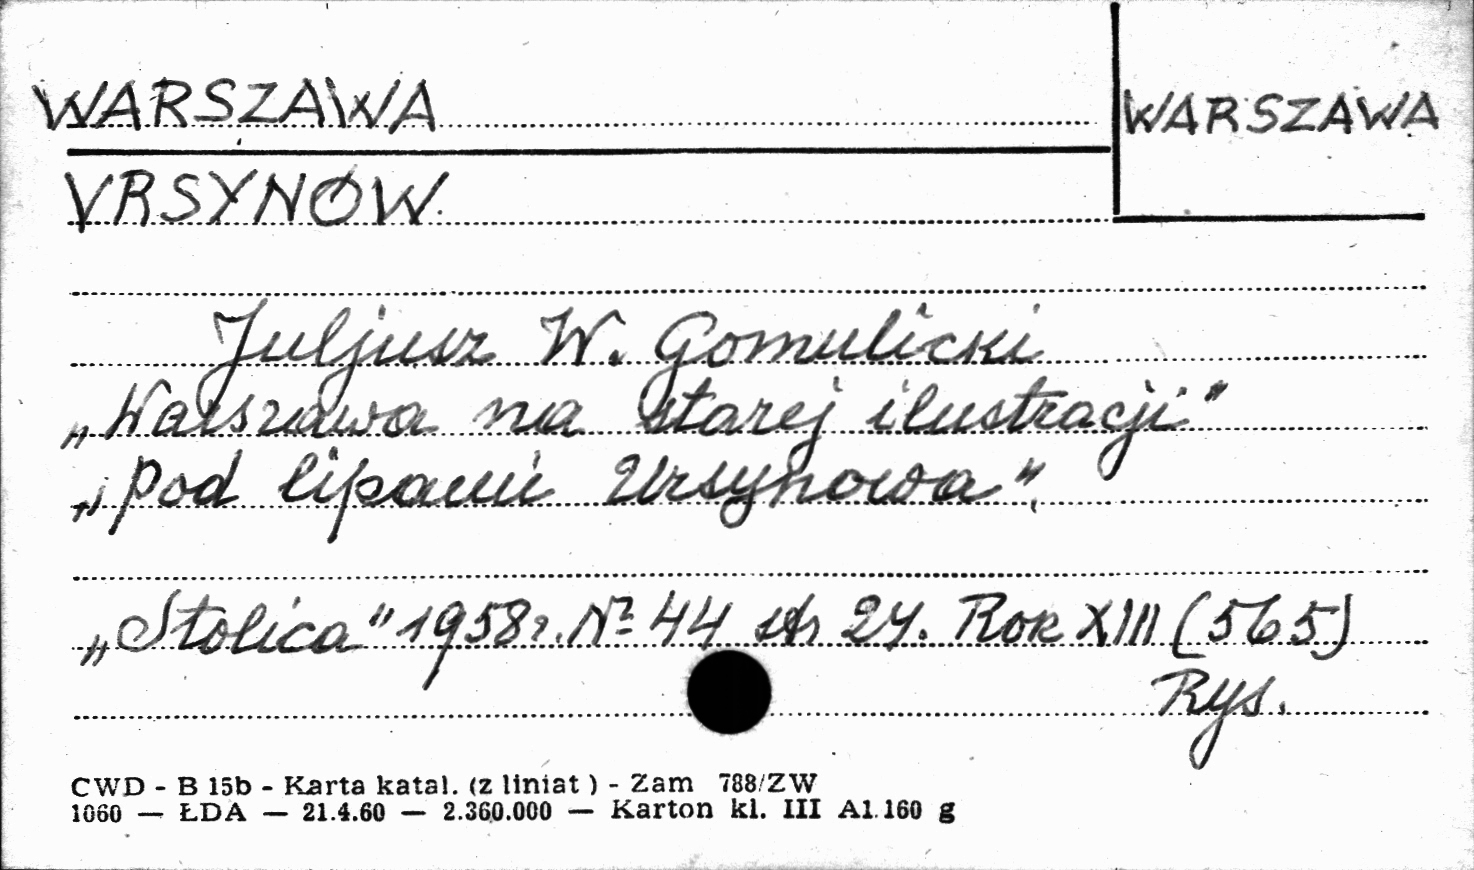 WARSZAWA
WARSZAWA
URSYNÓW.
Juljusz W. Gomulicki
„Warszawa na starej ilustracji"
„Pod lipami Ursynowa".
„Stolica" 1958 r. № 44 str 24. Rok XIII (565)
Rys.
CWD - B 15b - Karta katal. (z liniat ) - Zam 788/ZW
1060 — ŁDA — 21.4.60 — 2.360.000 — Karton kl. III A1 160 g